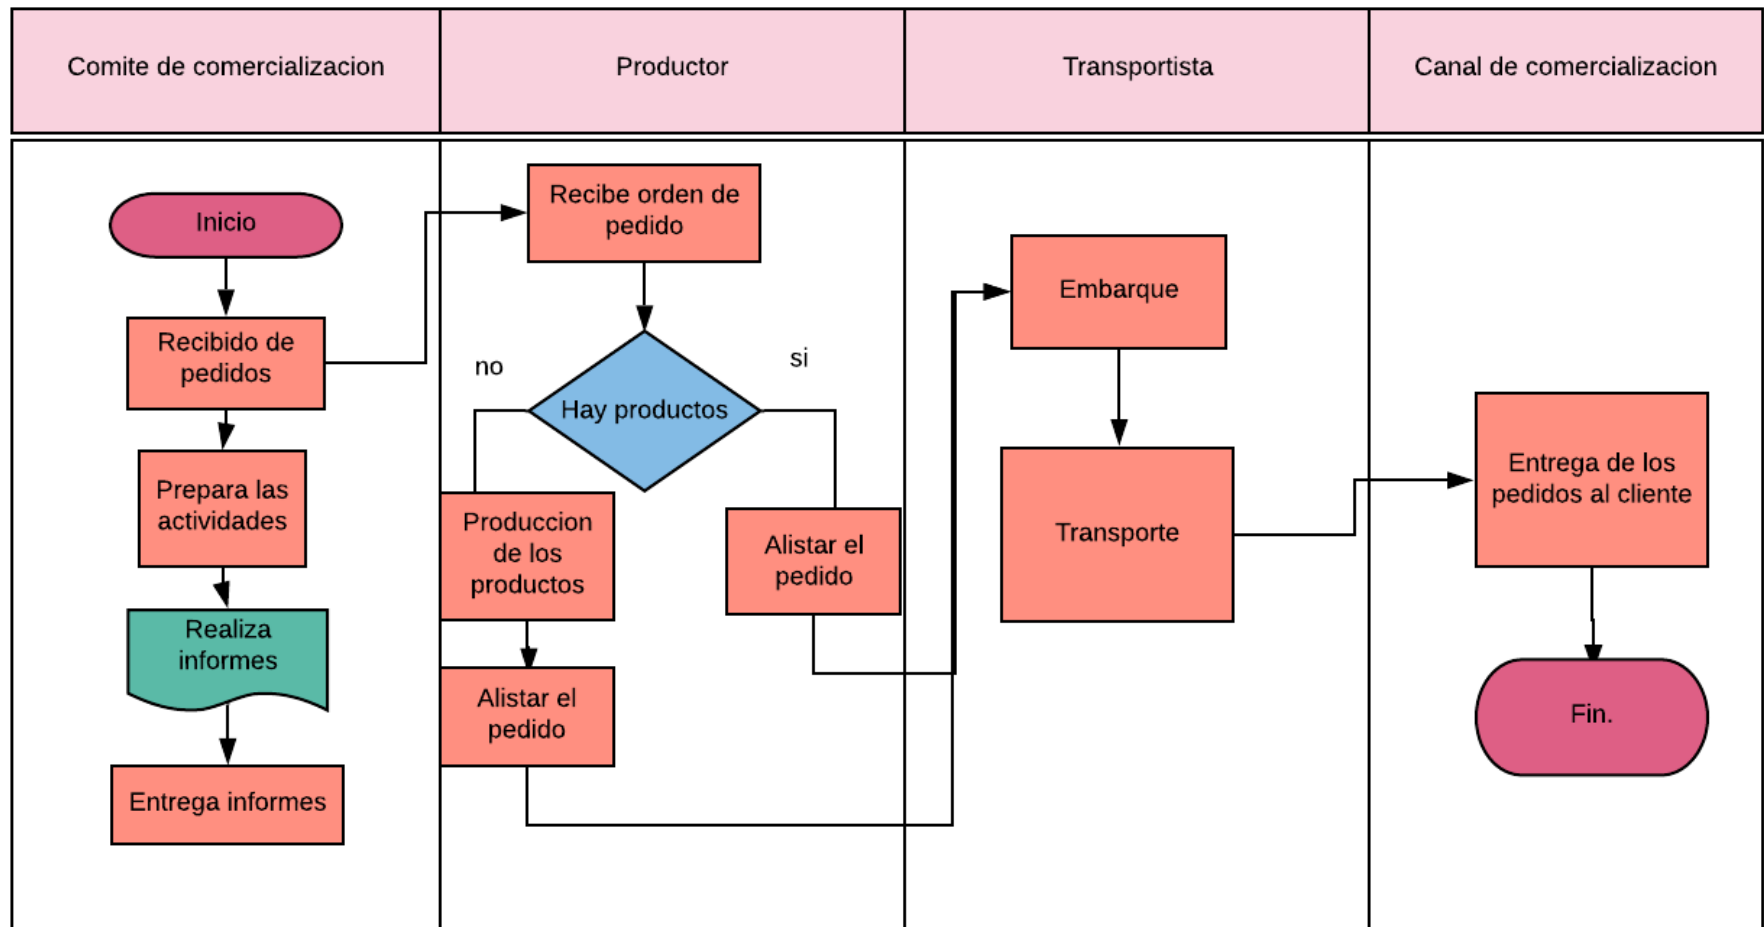 Comite de comercializacion
Productor
Transportista
Canal de comercializacion
Inicio
Recibido de
pedidos
Prepara las
actividades
Realiza
informes
Entrega informes
Recibe orden de
pedido
no
si
Hay productos
Produccion
de los
productos
Alistar el
pedido
Alistar el
pedido
Embarque
Transporte
Entrega de los
pedidos al cliente
Fin.